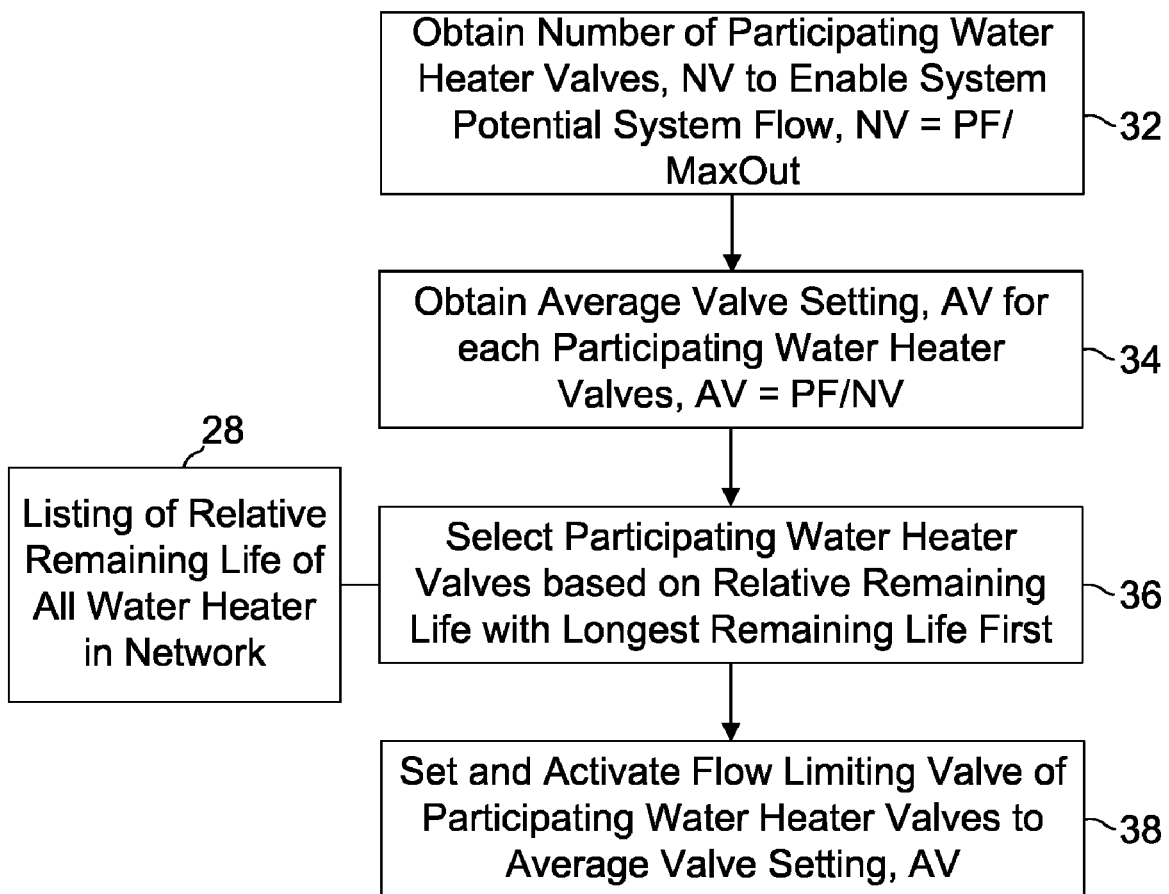 Obtain Number of Participating Water
Heater Valves, NV to Enable System
Potential System Flow, NV = PF/
MaxOut
32
Obtain Average Valve Setting, AV for
each Participating Water Heater
Valves, AV = PF/NV
34
28
Listing of Relative
Remaining Life of
All Water Heater
in Network
Select Participating Water Heater
Valves based on Relative Remaining
Life with Longest Remaining Life First
36
Set and Activate Flow Limiting Valve of
Participating Water Heater Valves to
Average Valve Setting, AV
38